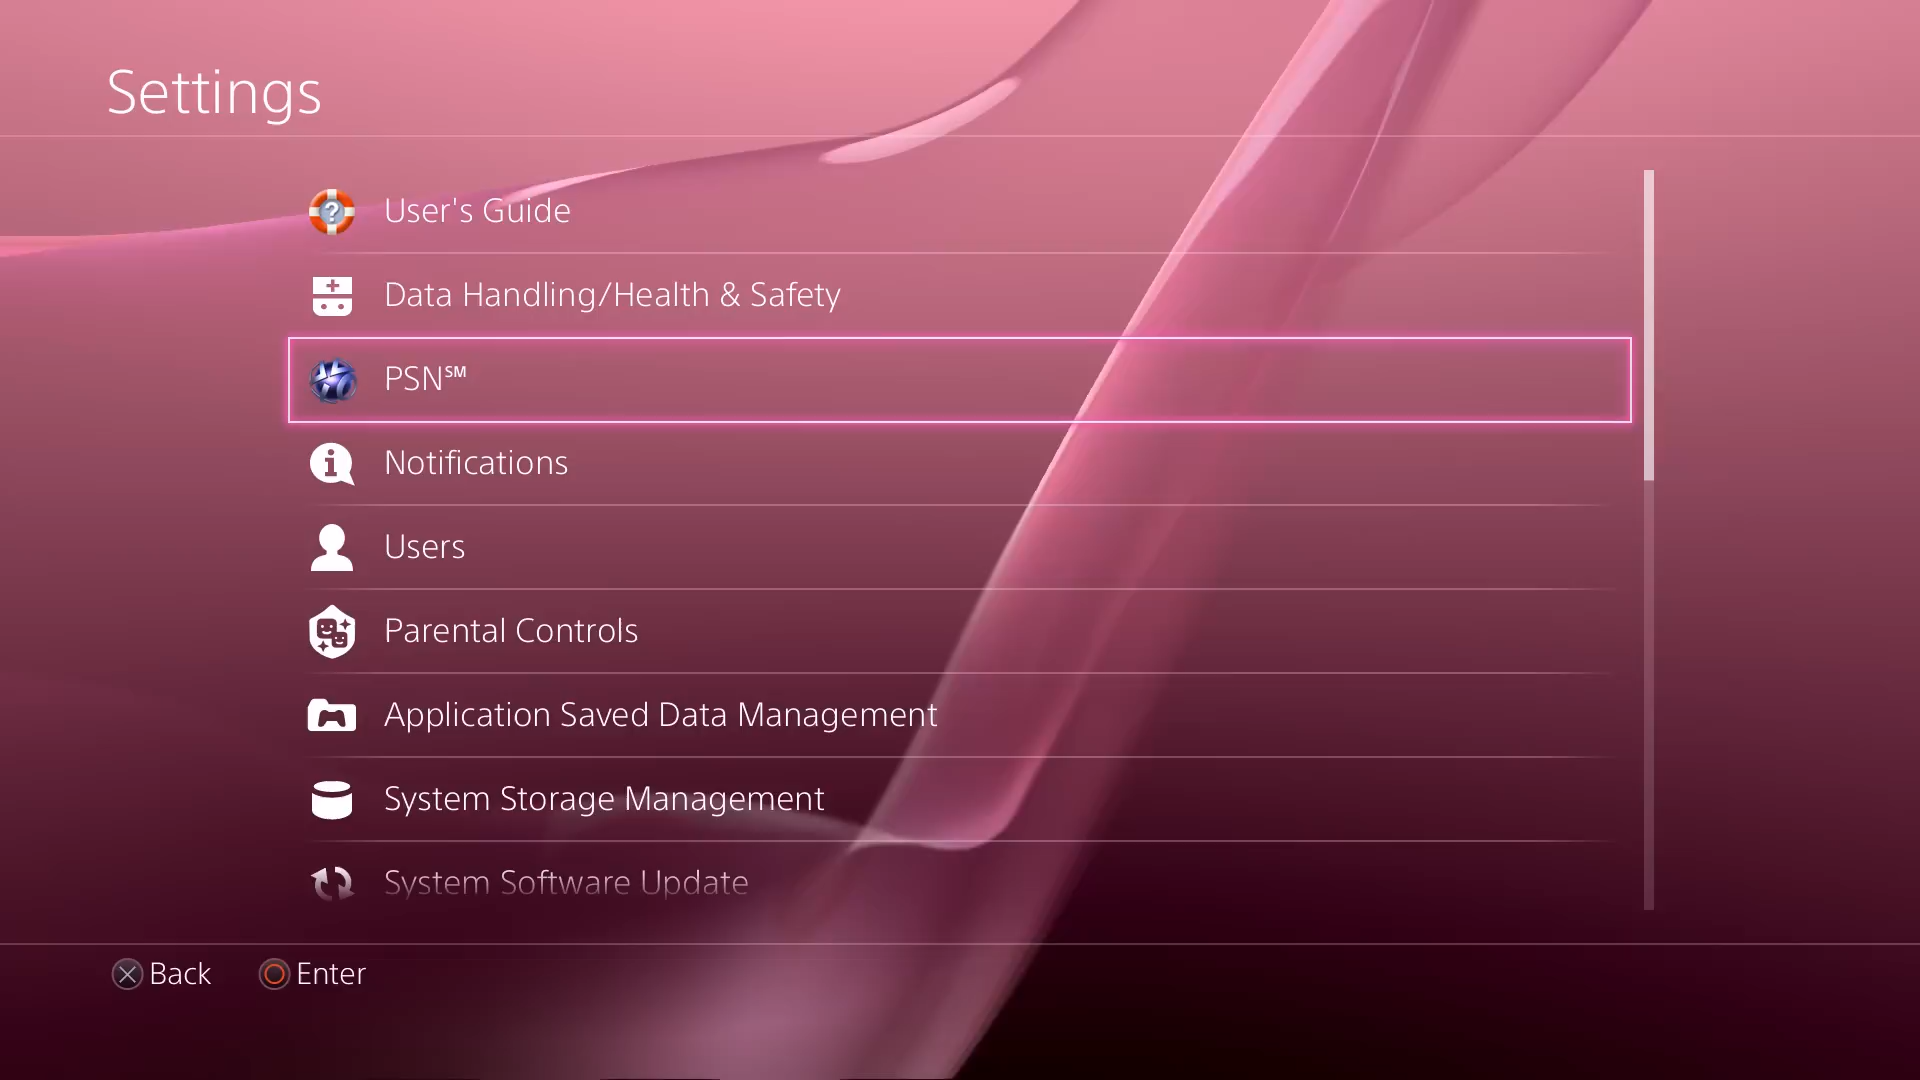 Settings
User's Guide
Data Handling/Health & Safety
PSN℠
Notifications
Users
Parental Controls
Application Saved Data Management
System Storage Management
System Software Update
Back Enter